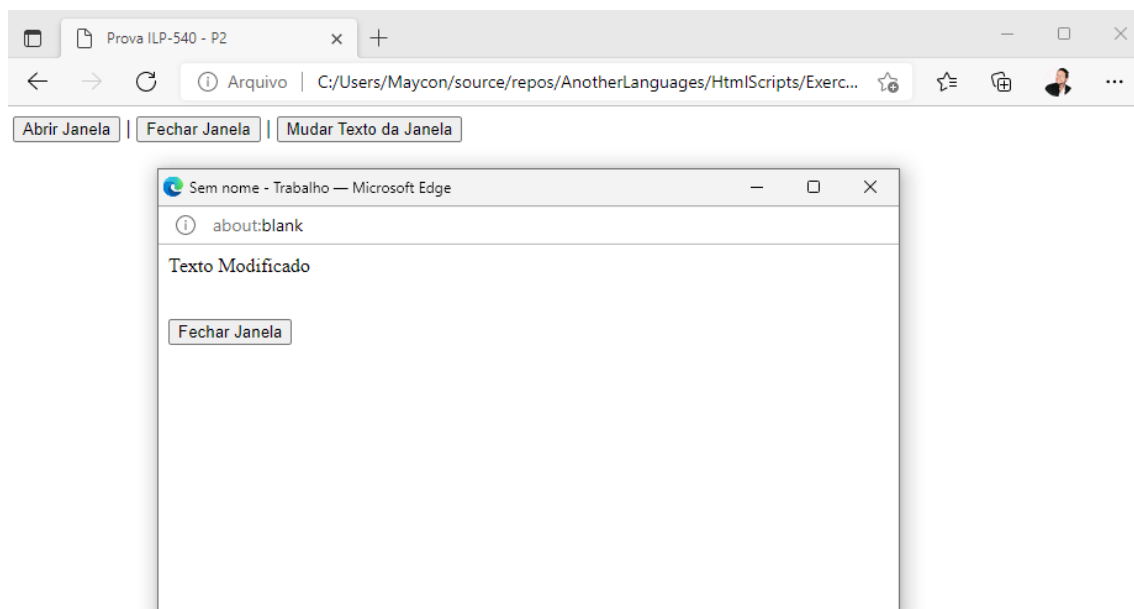 Prova ILP-540 - P2
Arquivo | C:/Users/Maycon/source/repos/AnotherLanguages/HtmlScripts/Exerc...
Abrir Janela | Fechar Janela | Mudar Texto da Janela
Sem nome - Trabalho — Microsoft Edge
about:blank
Texto Modificado
Fechar Janela